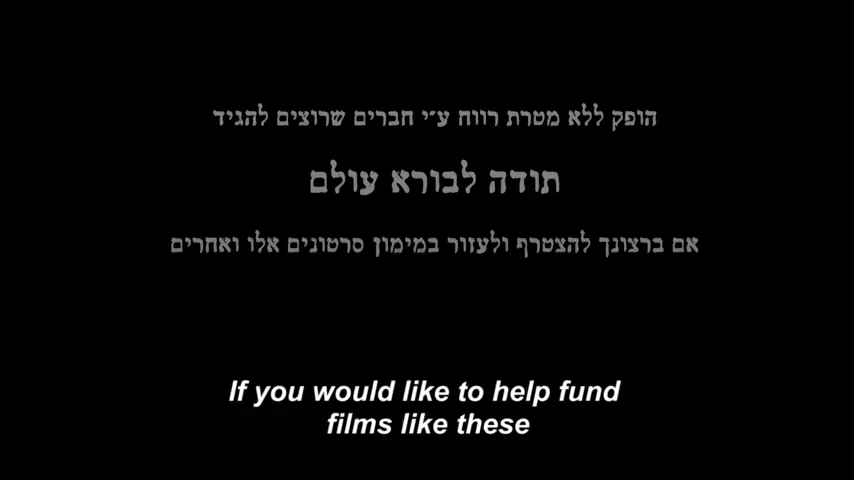 הופק ללא מטרת רווח ע״י חברים שרוצים להגיד
תודה לבורא עולם
אם ברצונך להצטרף ולעזור במימון סרטונים אלו ואחרים
If you would like to help fund
films like these